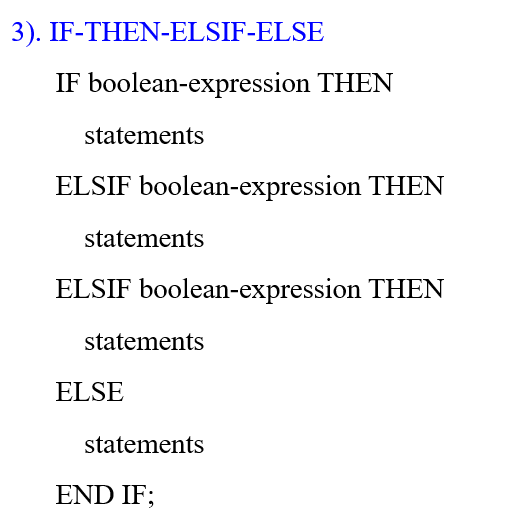 3). IF-THEN-ELSIF-ELSE
IF boolean-expression THEN
statements
ELSIF boolean-expression THEN
statements
ELSIF boolean-expression THEN
statements
ELSE
statements
END IF;